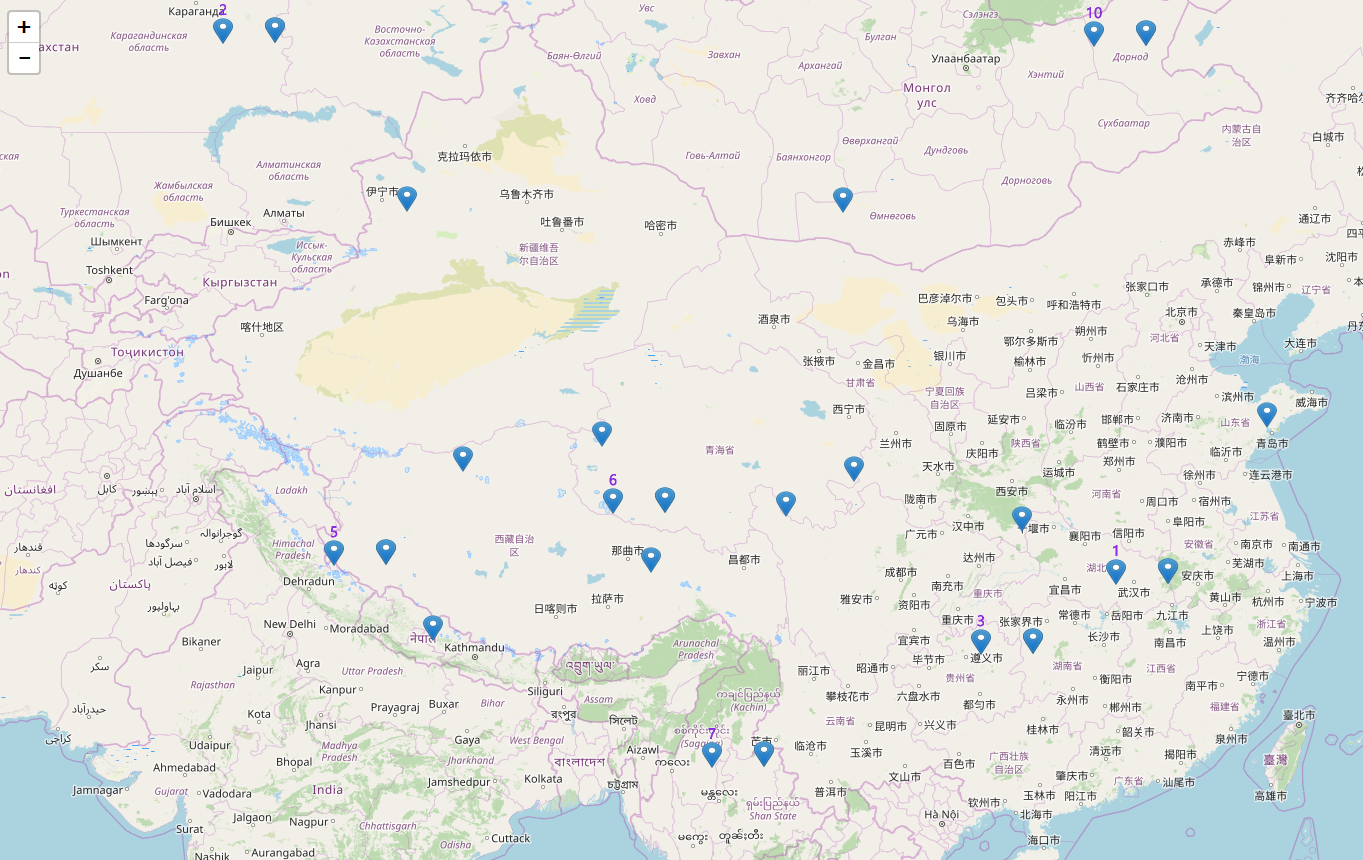 +
−
Караганда
2
Карагандинская
область
Восточно-
Казахстанская
область
Увс
Баян-Өлгий
Завхан
Архангай
Булган
Сэлэнгэ
10
Улаанбаатар
Хэнтий
Дорнод
Монгол
улс
Ховд
齐齐哈尔
Сүхбаатар
内蒙古自
治区
白城市
Өвөрхангай
Дундговь
Говь-Алтай
Баянхонгор
克拉玛依市
Алматинская
область
Жамбылская
область
伊宁市
乌鲁木齐市
Дорноговь
Өмнөговь
Туркестанская
область
Алматы
Бишкек
吐鲁番市
哈密市
通辽市
Шымкент
Иссык-
Кульская
область
新疆维吾
尔自治区
赤峰市
阜新市
沈阳市
Toshkent
Кыргызстан
Farg'ona
张家口市
承德市
锦州市
辽宁省
巴彦淖尔市
包头市
呼和浩特市
北京市
秦皇岛市
喀什地区
酒泉市
乌海市
朔州市
河北省
天津市
大连市
Тоҷикистон
Душанбе
张掖市
金昌市
银川市
鄂尔多斯市
榆林市
忻州市
渤海
甘肃省
宁夏回族
自治区
吕梁市
山西省
石家庄市
沧州市
滨州市
威海市
西宁市
固原市
延安市
临汾市
邯郸市
济南市
山东省
青岛市
青海省
兰州市
庆阳市
陕西省
鹤壁市
濮阳市
临沂市
天水市
运城市
郑州市
徐州市
连云港市
افغانستان
کابل
پېښور
اسلام آباد
Ladakh
6
陇南市
西安市
河南省
周口市
宿州市
江苏省
گوجرانوالہ
سرگودھا
فیصل آباد
لاہور
Himachal
Pradesh
5
西藏自治
区
那曲市
昌都市
广元市
汉中市
堰市
襄阳市
信阳市
阜阳市
安徽省
南京市
南通市
1
پاکستان
کوئٹہ
بہاولپور
Dehradun
成都市
达州市
南充市
重庆市
宜昌市
湖北
武汉市
安庆市
芜湖市
上海市
日喀则市
拉萨市
雅安市
资阳市
黄山市
杭州市
宁波市
New Delhi
Moradabad
नेपाल
Kathmandu
重庆市
3
张家界市
常德市
岳阳市
九江市
浙江省
Bikaner
Jaipur
Agra
Uttar Pradesh
འབྲུག་ཡུལ་
Arunachal
Pradesh
宜宾市
毕节市
遵义市
长沙市
南昌市
上饶市
温州市
سکر
Rajasthan
Kanpur
Siliguri
丽江市
昭通市
贵州省
湖南省
江西省
衡阳市
南平市
宁德市
حیدرآباد
Kota
Jhansi
Prayagraj
Buxar
Bihar
Assam
রংপুর
সিলেট
(Kachin)
攀枝花市
六盘水市
都匀市
永州市
郴州市
福建省
کراچی
Udaipur
Madhya
Pradesh
Gaya
West Bengal
Aizawl
7
芒市
临沧市
云南省
昆明市
兴义市
桂林市
韶关市
泉州市
臺北市
Ahmedabad
Bhopal
Jharkhand
বাংলাদেশ
ကလေး
玉溪市
百色市
广西壮族
自治区
清远市
揭阳市
臺灣
Jamnagar
Gujarat
Vadodara
India
Jamshedpur
Kolkata
চট্টগ্রাম
မန္တလေး
普洱市
文山市
肇庆市
广东省
汕尾市
高雄市
Surat
Jalgaon
Nagpur
Chhattisgarh
Cuttack
Odisha
ရှမ်းပြည်နယ်
Shan State
Hà Nội
钦州市
玉林市
阳江市
北海市
Nashik
Aurangabad
မကွေး
တူၼ်းတီး
海口市